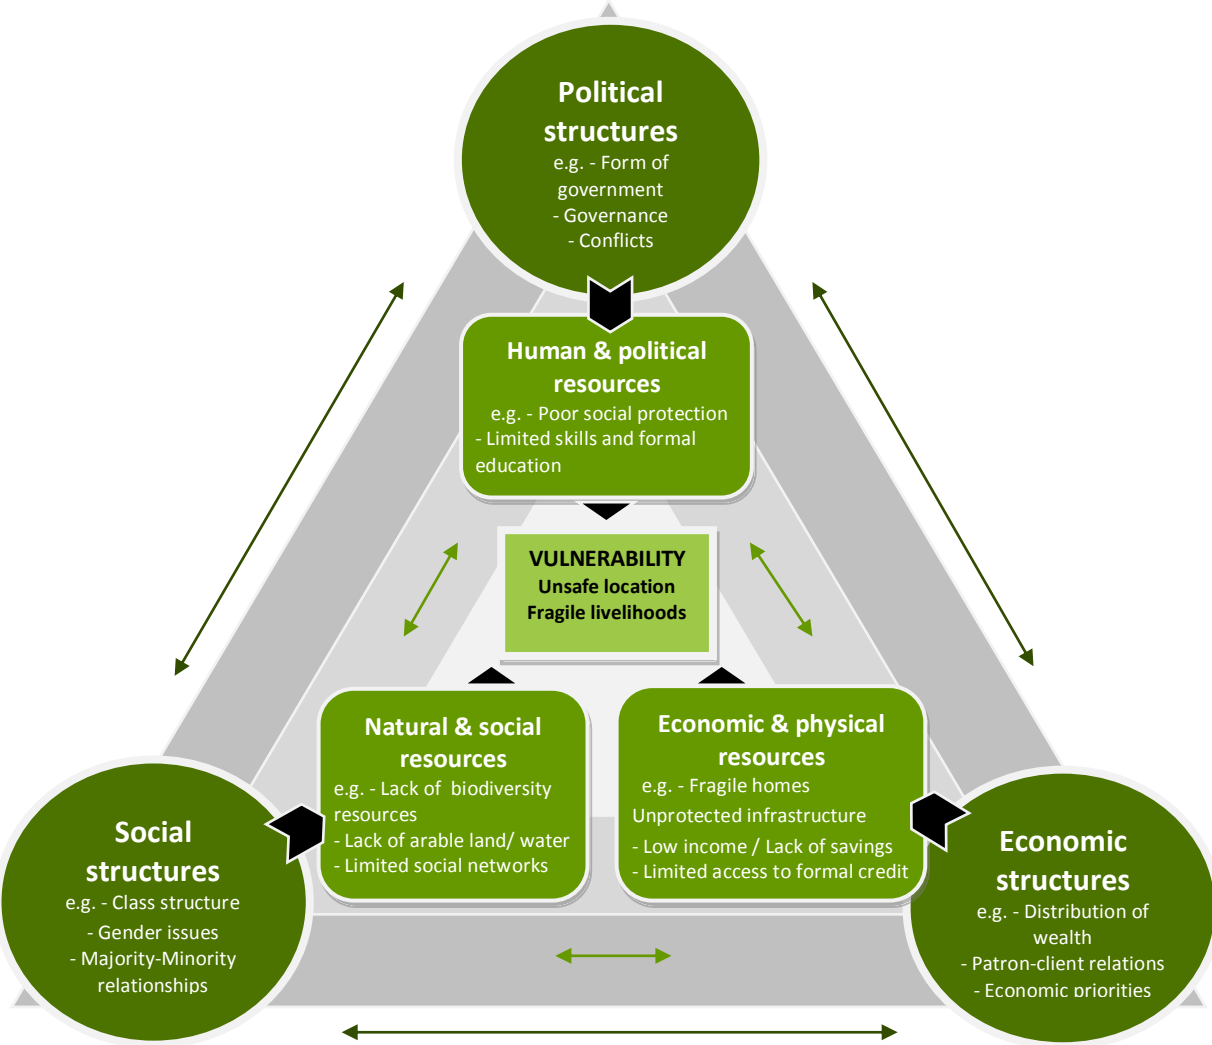 Political
structures
e.g. - Form of
government
- Governance
- Conflicts
Human & political
resources
e.g. - Poor social protection
- Limited skills and formal
education
VULNERABILITY
Unsafe location
Fragile livelihoods
Natural & social
resources
e.g. - Lack of biodiversity
resources
- Lack of arable land/ water
- Limited social networks
Economic & physical
resources
e.g. - Fragile homes
Unprotected infrastructure
- Low income / Lack of savings
- Limited access to formal credit
Social
structures
e.g. - Class structure
- Gender issues
- Majority-Minority
relationships
Economic
structures
e.g. - Distribution of
wealth
- Patron-client relations
- Economic priorities